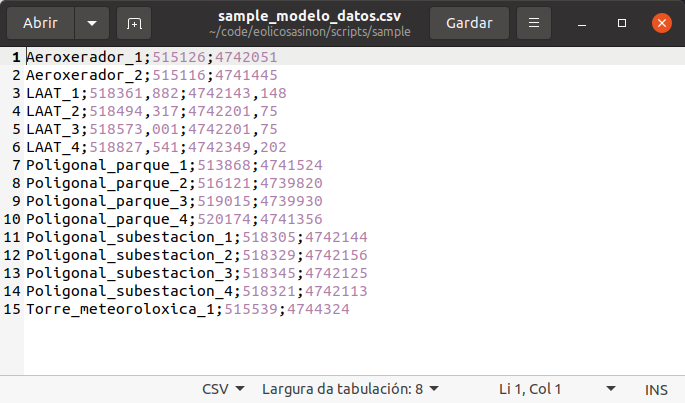 Abrir
sample_modelo_datos.csv
~/code/eolicosasinon/scripts/sample
Gardar
1 Aeroxerador_1;515126;4742051
2 Aeroxerador_2;515116;4741445
3 LAAT_1;518361,882;4742143,148
4 LAAT_2;518494,317;4742201,75
5 LAAT_3;518573,001;4742201,75
6 LAAT_4;518827,541;4742349,202
7 Poligonal_parque_1;513868;4741524
8 Poligonal_parque_2;516121;4739820
9 Poligonal_parque_3;519015;4739930
10 Poligonal_parque_4;520174;4741356
11 Poligonal_subestacion_1;518305;4742144
12 Poligonal_subestacion_2;518329;4742156
13 Poligonal_subestacion_3;518345;4742125
14 Poligonal_subestacion_4;518321;4742113
15 Torre_meteoroloxica_1;515539;4744324
CSV Largura da tabulación: 8 Li 1, Col 1 INS